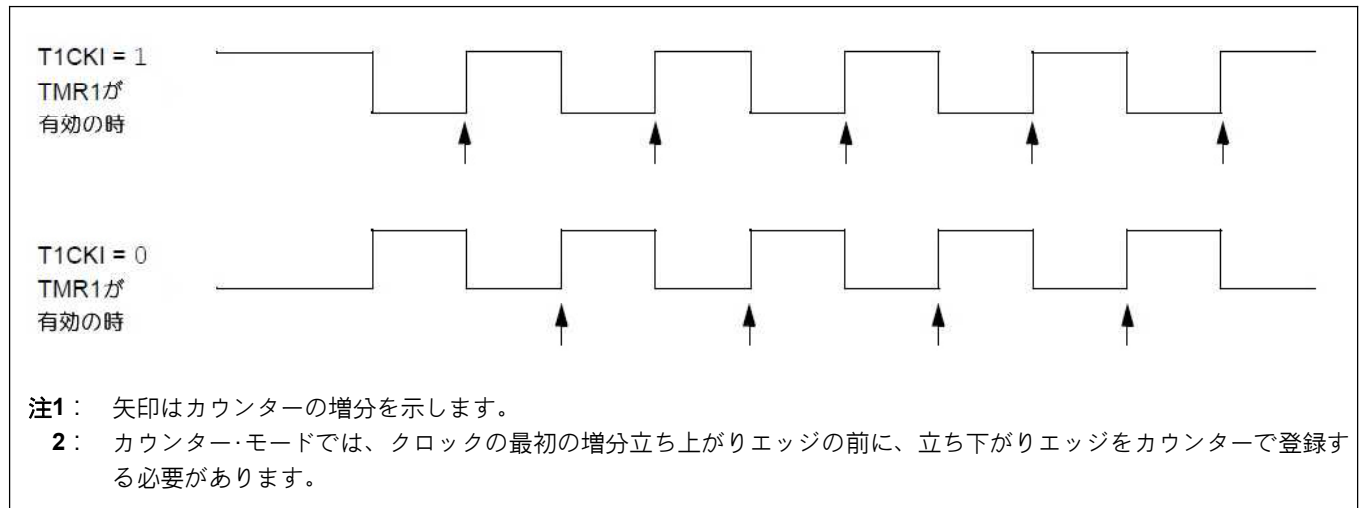 T1CKI = 1
TMR1が
有効の時
T1CKI = 0
TMR1が
有効の時
注1： 矢印はカウンターの増分を示します。
2： カウンター･モードでは、クロックの最初の増分立ち上がりエッジの前に、立ち下がりエッジをカウンターで登録す
る必要があります。